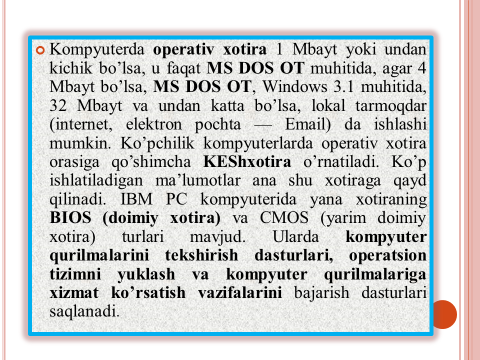 Kompyuterda operativ xotira 1 Mbayt yoki undan
kichik bo’lsa, u faqat MS DOS OT muhitida, agar 4
Mbayt bo’lsa, MS DOS OT, Windows 3.1 muhitida,
32 Mbayt va undan katta bo’lsa, lokal tarmoqdar
(internet, elektron pochta — Email) da ishlashi
mumkin. Ko’pchilik kompyuterlarda operativ xotira
orasiga qo’shimcha KEShxotira o’rnatiladi. Ko’p
ishlatiladigan ma’lumotlar ana shu xotiraga qayd
qilinadi. IBM PC kompyuterida yana xotiraning
BIOS (doimiy xotira) va CMOS (yarim doimiy
xotira) turlari mavjud. Ularda kompyuter
qurilmalarini tekshirish dasturlari, operatsion
tizimni yuklash va kompyuter qurilmalariga
xizmat ko’rsatish vazifalarini bajarish dasturlari
saqlanadi.